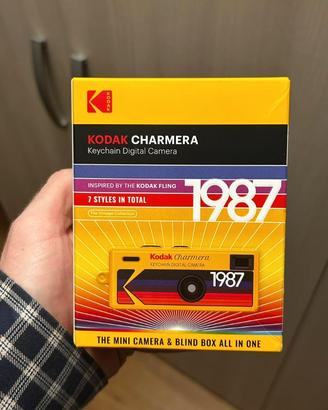 KODAK
KODAK CHARMERA
Keychain Digital Camera
INSPIRED BY THE KODAK FLING
1987
7 STYLES IN TOTAL
The Vintage Collection
Kodak Charmera
KEYCHAIN DIGITAL CAMERA
1987
THE MINI CAMERA & BLIND BOX ALL IN ONE